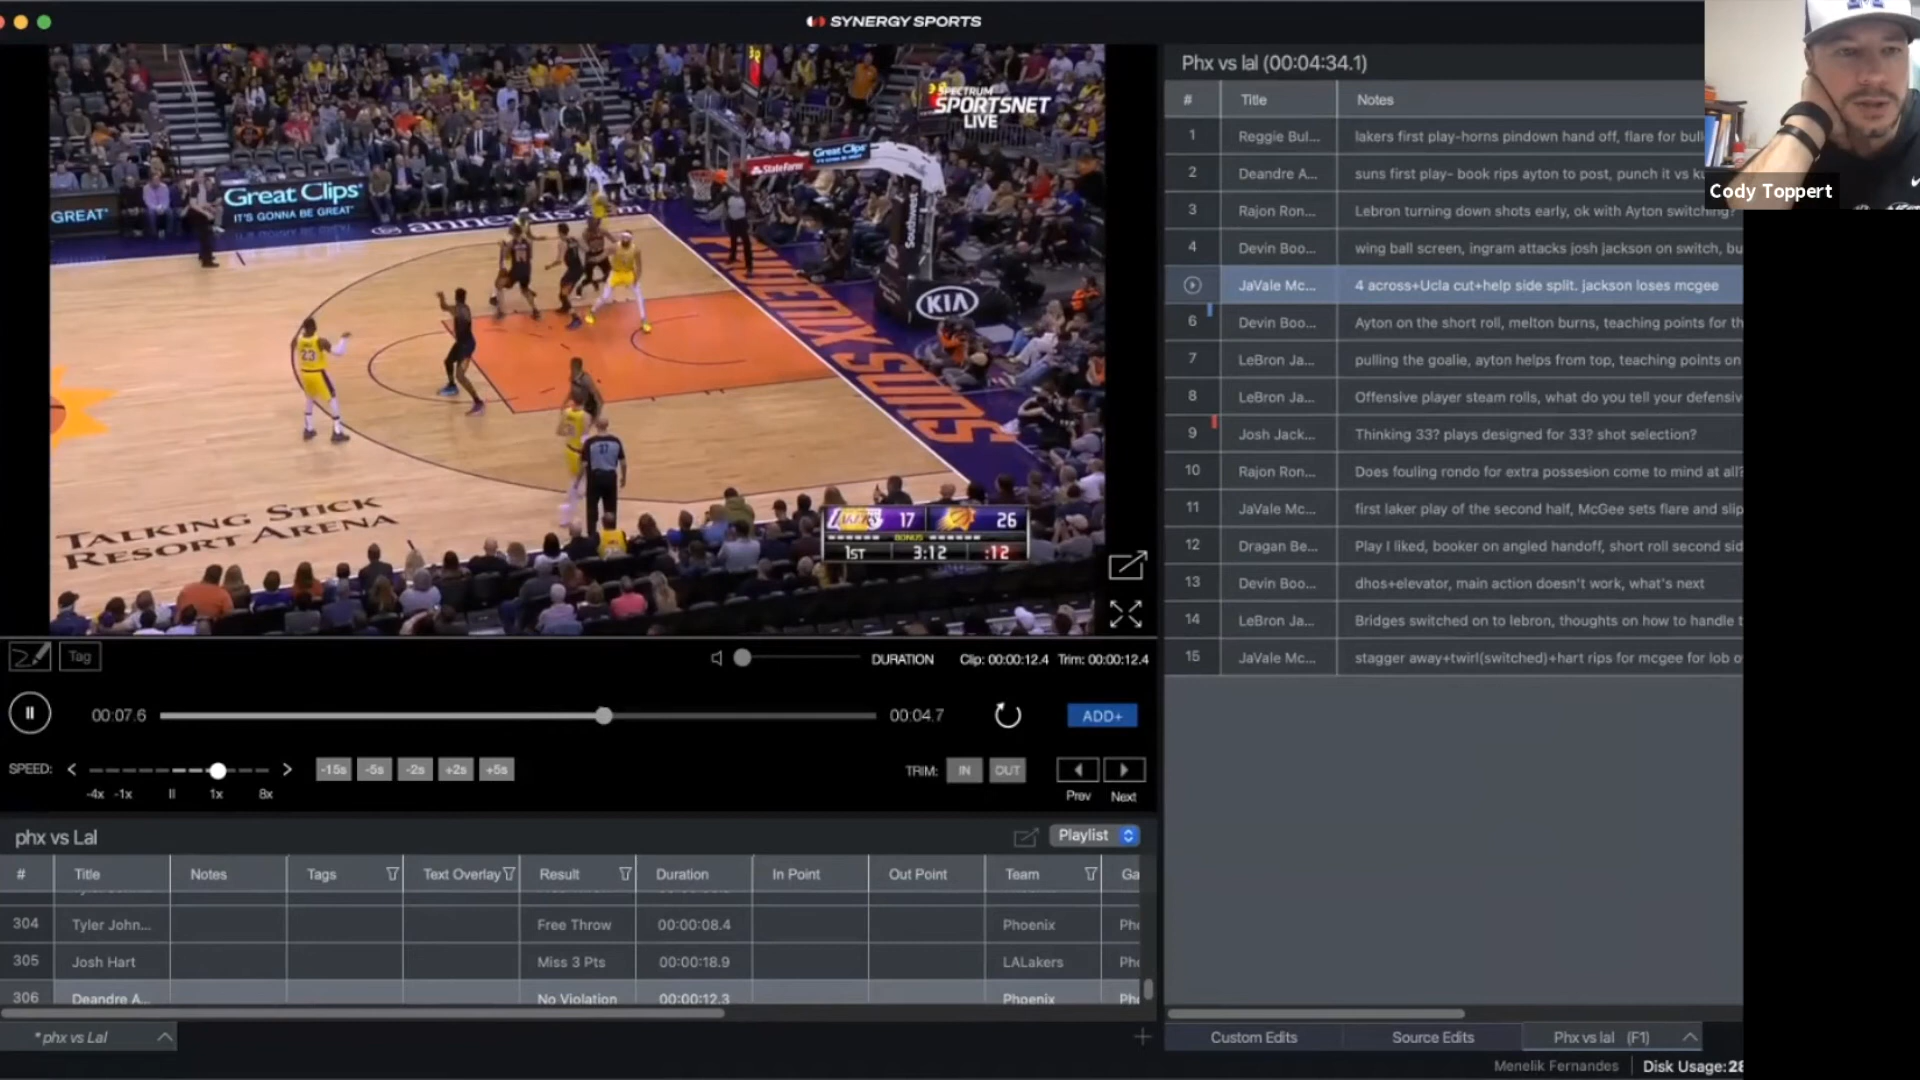 SYNERGY SPORTS
SPECTRUM
SPORTSNET
LIVE
Great Clips
StateFarm
Great Clips
IT'S GONNA BE GREAT
GREAT
annexus.com
Southwest
KIA
PHOENIX SUNS
23
TALKING STICK
RESORT ARENA
LAKERS 17 26
BONUS
1ST 3:12 :12
Tag
DURATION Clip: 00:00:12.4 Trim: 00:00:12.4
00:07.6 00:04.7 ADD+
SPEED: -15s -5s -2s +2s +5s TRIM: IN OUT
-4x -1x II 1x 8x Prev Next
phx vs Lal Playlist
# Title Notes Tags Text Overlay Result Duration In Point Out Point Team Ga
304 Tyler John... Free Throw 00:00:08.4 Phoenix Pho
305 Josh Hart Miss 3 Pts 00:00:18.9 LALakers Pho
306 Deandre A... No Violation 00:00:12.3 Phoenix Pho
* phx vs Lal
Phx vs lal (00:04:34.1)
# Title Notes
1 Reggie Bul... lakers first play-horns pindown hand off, flare for bull
2 Deandre A... suns first play- book rips ayton to post, punch it vs ku
3 Rajon Ron... Lebron turning down shots early, ok with Ayton switching?
4 Devin Boo... wing ball screen, ingram attacks josh jackson on switch, bu
JaVale Mc... 4 across+Ucla cut+help side split. jackson loses mcgee
6 Devin Boo... Ayton on the short roll, melton burns, teaching points for th
7 LeBron Ja... pulling the goalie, ayton helps from top, teaching points on
8 LeBron Ja... Offensive player steam rolls, what do you tell your defensiv
9 Josh Jack... Thinking 33? plays designed for 33? shot selection?
10 Rajon Ron... Does fouling rondo for extra possesion come to mind at all?
11 JaVale Mc... first laker play of the second half, McGee sets flare and slip
12 Dragan Be... Play I liked, booker on angled handoff, short roll second sid
13 Devin Boo... dhos+elevator, main action doesn't work, what's next
14 LeBron Ja... Bridges switched on to lebron, thoughts on how to handle t
15 JaVale Mc... stagger away+twirl(switched)+hart rips for mcgee for lob o
Custom Edits Source Edits Phx vs lal (F1)
Menelik Fernandes Disk Usage:28
Cody Toppert